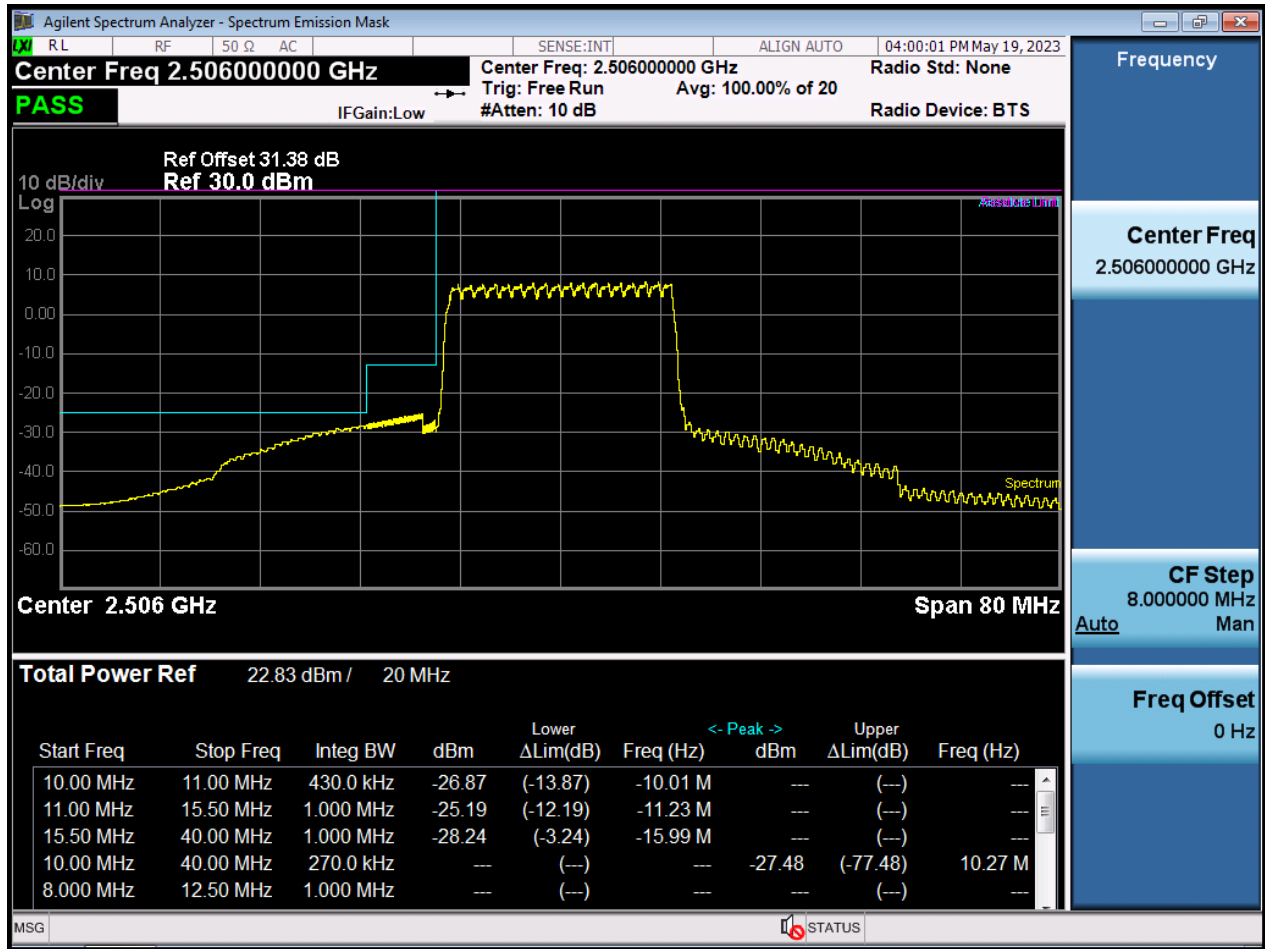 Agilent Spectrum Analyzer - Spectrum Emission Mask
LXI RL RF 50 Ω AC SENSE:INT ALIGN AUTO 04:00:01 PM May 19, 2023
Center Freq 2.506000000 GHz
PASS
IFGain:Low
Center Freq: 2.506000000 GHz
Trig: Free Run Avg: 100.00% of 20
#Atten: 10 dB
Radio Std: None
Radio Device: BTS
Ref Offset 31.38 dB
10 dB/div Ref 30.0 dBm
Log
Limit
20.0
10.0
0.00
-10.0
-20.0
-30.0
-40.0
-50.0
-60.0
Spectrum
Center 2.506 GHz Span 80 MHz
Total Power Ref 22.83 dBm / 20 MHz
Lower <- Peak -> Upper
Start Freq Stop Freq Integ BW dBm ΔLim(dB) Freq (Hz) dBm ΔLim(dB) Freq (Hz)
10.00 MHz 11.00 MHz 430.0 kHz -26.87 (-13.87) -10.01 M --- (---) ---
11.00 MHz 15.50 MHz 1.000 MHz -25.19 (-12.19) -11.23 M --- (---) ---
15.50 MHz 40.00 MHz 1.000 MHz -28.24 (-3.24) -15.99 M --- (---) ---
10.00 MHz 40.00 MHz 270.0 kHz --- (---) --- -27.48 (-77.48) 10.27 M
8.000 MHz 12.50 MHz 1.000 MHz --- (---) --- --- (---) ---
MSG STATUS
Frequency
Center Freq
2.506000000 GHz
CF Step
8.000000 MHz
Auto Man
Freq Offset
0 Hz